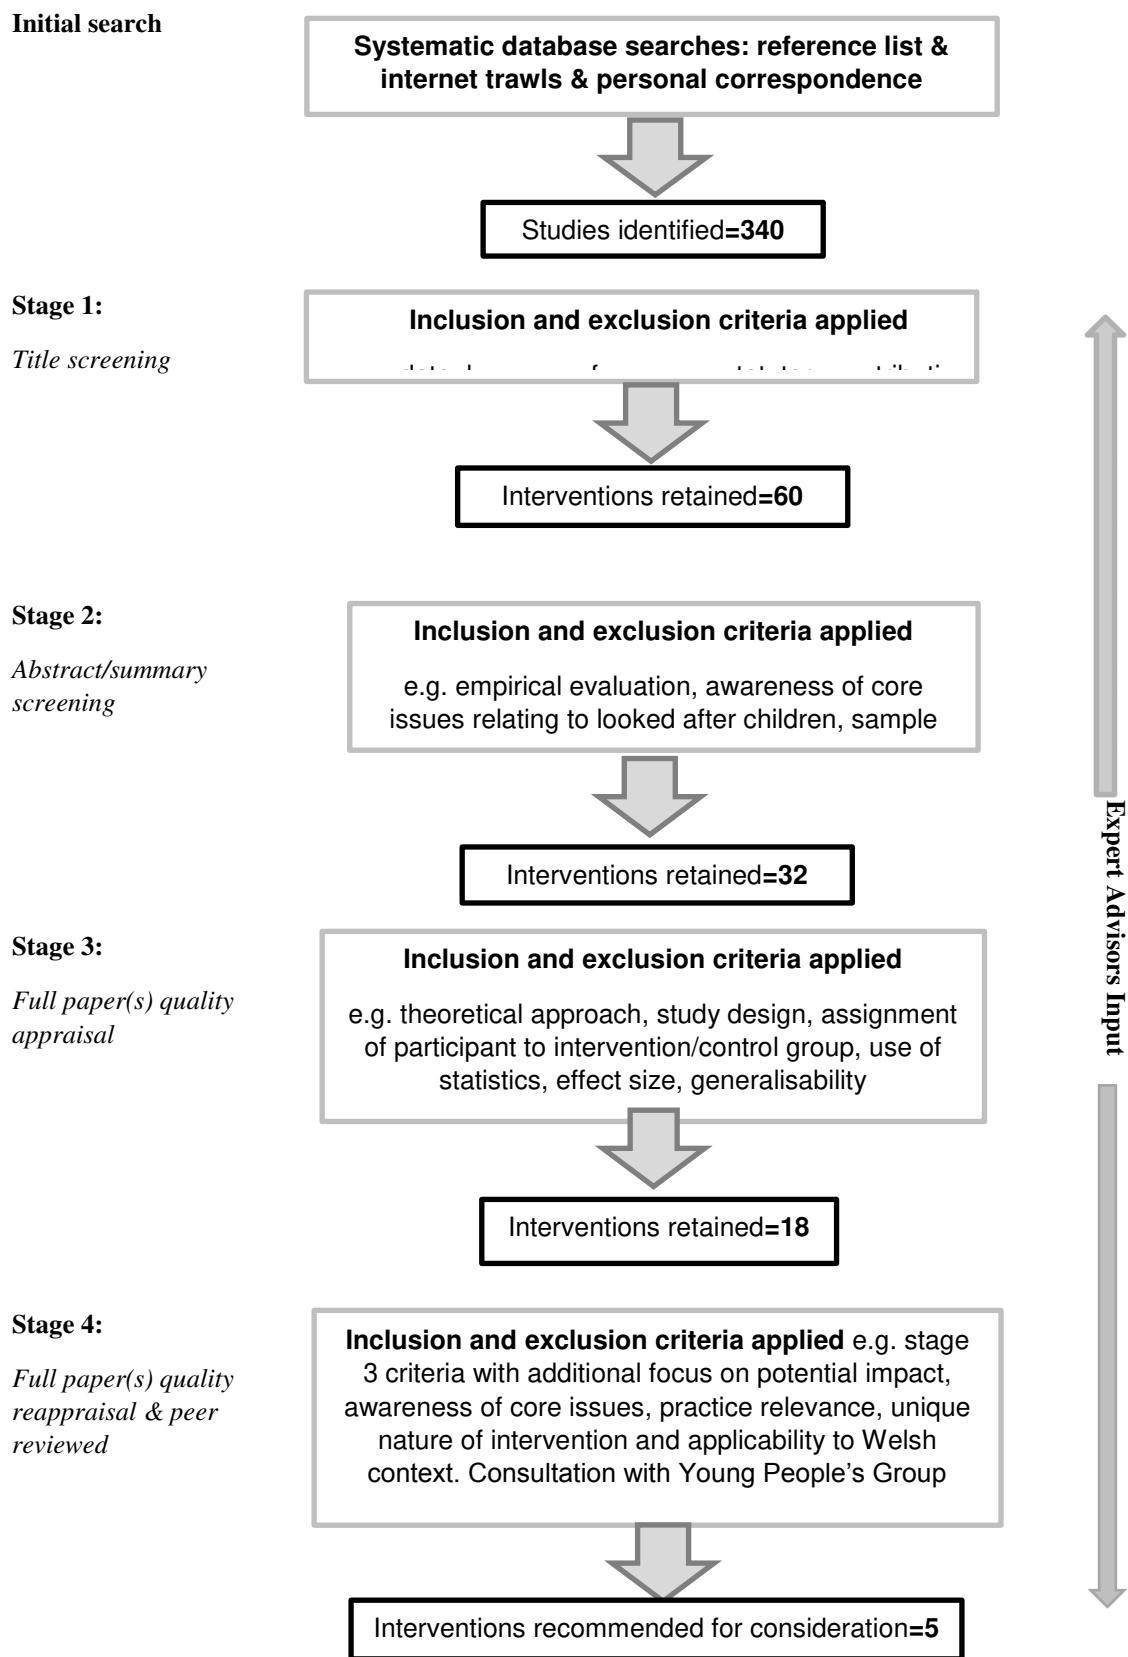 Initial search
Systematic database searches: reference list &
internet trawls & personal correspondence
Studies identified=340
Stage 1:
Title screening
Inclusion and exclusion criteria applied
Interventions retained=60
Stage 2:
Abstract/summary
screening
Inclusion and exclusion criteria applied
e.g. empirical evaluation, awareness of core
issues relating to looked after children, sample
Interventions retained=32
Stage 3:
Full paper(s) quality
appraisal
Inclusion and exclusion criteria applied
e.g. theoretical approach, study design, assignment
of participant to intervention/control group, use of
statistics, effect size, generalisability
Interventions retained=18
Stage 4:
Full paper(s) quality
reappraisal & peer
reviewed
Inclusion and exclusion criteria applied e.g. stage
3 criteria with additional focus on potential impact,
awareness of core issues, practice relevance, unique
nature of intervention and applicability to Welsh
context. Consultation with Young People's Group
Interventions recommended for consideration=5
Expert Advisors Input